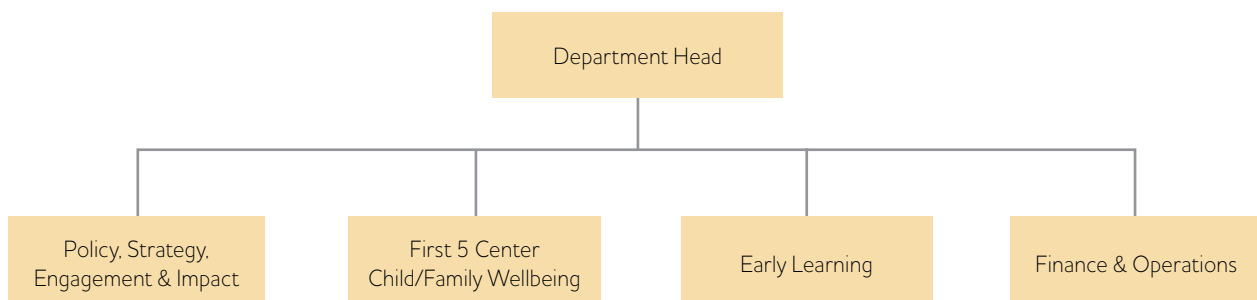 Department Head
Policy, Strategy,
Engagement & Impact
First 5 Center
Child/Family Wellbeing
Early Learning
Finance & Operations